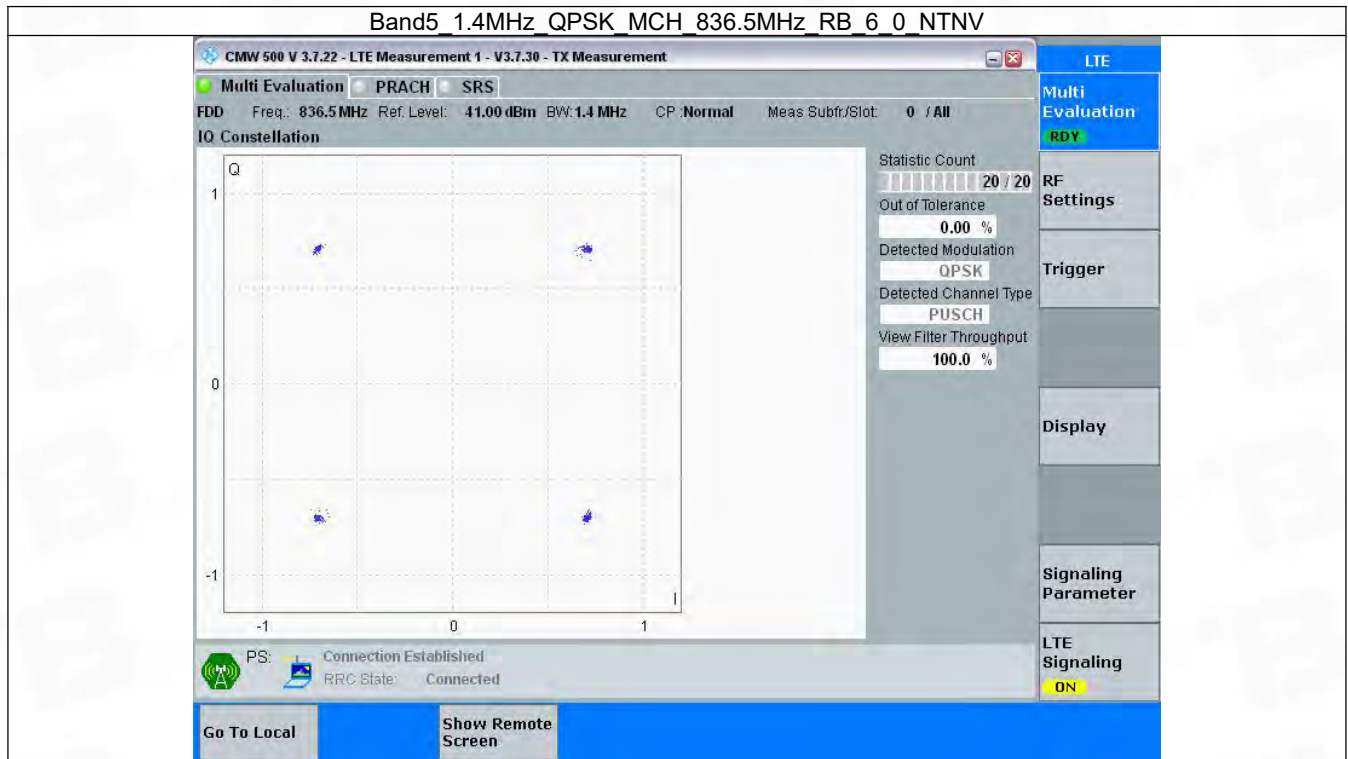 Band5_1.4MHz_QPSK_MCH_836.5MHz_RB_6_0_NTNV
CMW 500 V 3.7.22 - LTE Measurement 1 - V3.7.30 - TX Measurement
LTE
Multi Evaluation PRACH SRS
Multi
Evaluation
RDY
FDD Freq.: 836.5 MHz Ref. Level: 41.00 dBm BW: 1.4 MHz CP :Normal Meas Subfr./Slot: 0 / All
IQ Constellation
Q
1
0
-1
I
-1 0 1
Statistic Count
20 / 20
Out of Tolerance
0.00 %
Detected Modulation
QPSK
Detected Channel Type
PUSCH
View Filter Throughput
100.0 %
RF
Settings
Trigger
Display
Signaling
Parameter
LTE
Signaling
ON
PS: Connection Established
RRC State: Connected
Go To Local
Show Remote
Screen